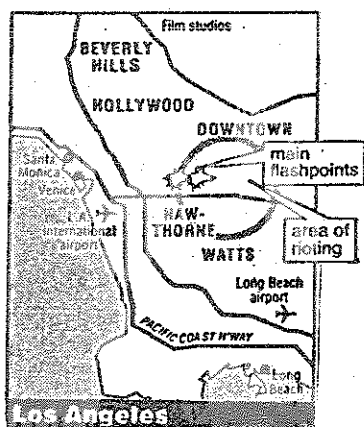 Film studios
BEVERLY
HILLS
HOLLYWOOD
DOWNTOWN
main
flashpoints
Santa
Monica
Venice
L.A.
international
airport
HAW-
THORNE
area of
rioting
WATTS
Long Beach
airport
PACIFIC COAST H'WAY
Long
Beach
Los Angeles